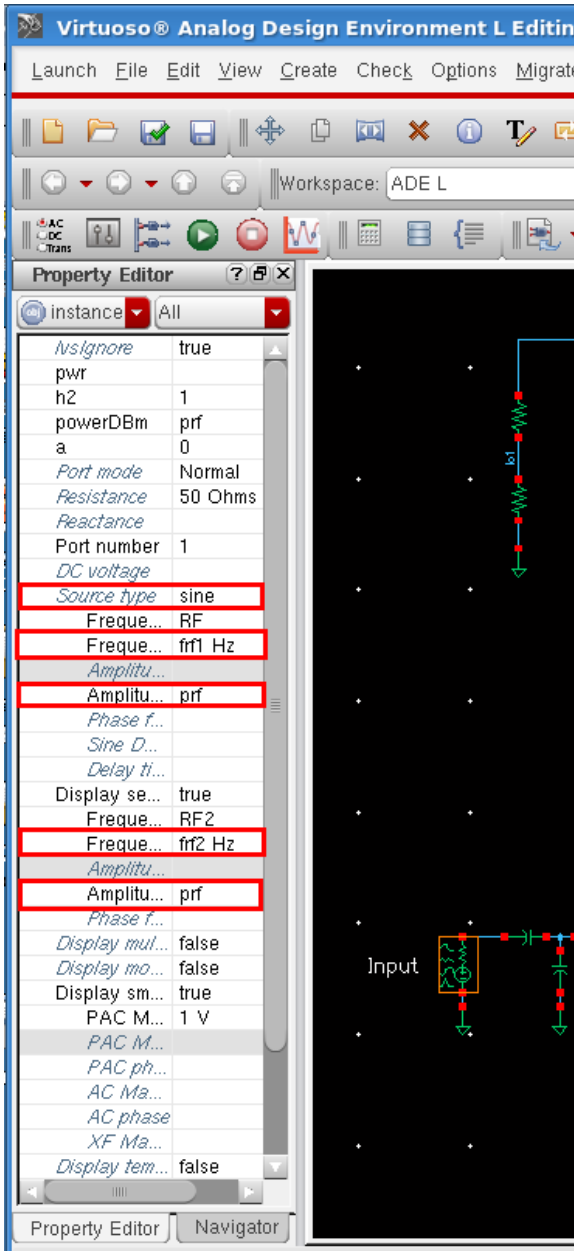 Virtuoso® Analog Design Environment L Editin
Launch File Edit View Create Check Options Migrate
Workspace: ADE L
AC
DC
Trans
Property Editor
instance All
lvsIgnore true
pwr
h2 1
powerDBm prf
a 0
Port mode Normal
Resistance 50 Ohms
Reactance
Port number 1
DC voltage
Source type sine
Freque... RF
Freque... frf1 Hz
Amplitu...
Amplitu... prf
Phase f...
Sine D...
Delay ti...
Display se... true
Freque... RF2
Freque... frf2 Hz
Amplitu...
Amplitu... prf
Phase f...
Display mul... false
Display mo... false
Display sm... true
PAC M... 1 V
PAC M...
PAC ph...
AC Ma...
AC phase
XF Ma...
Display tem... false
Property Editor Navigator
Input